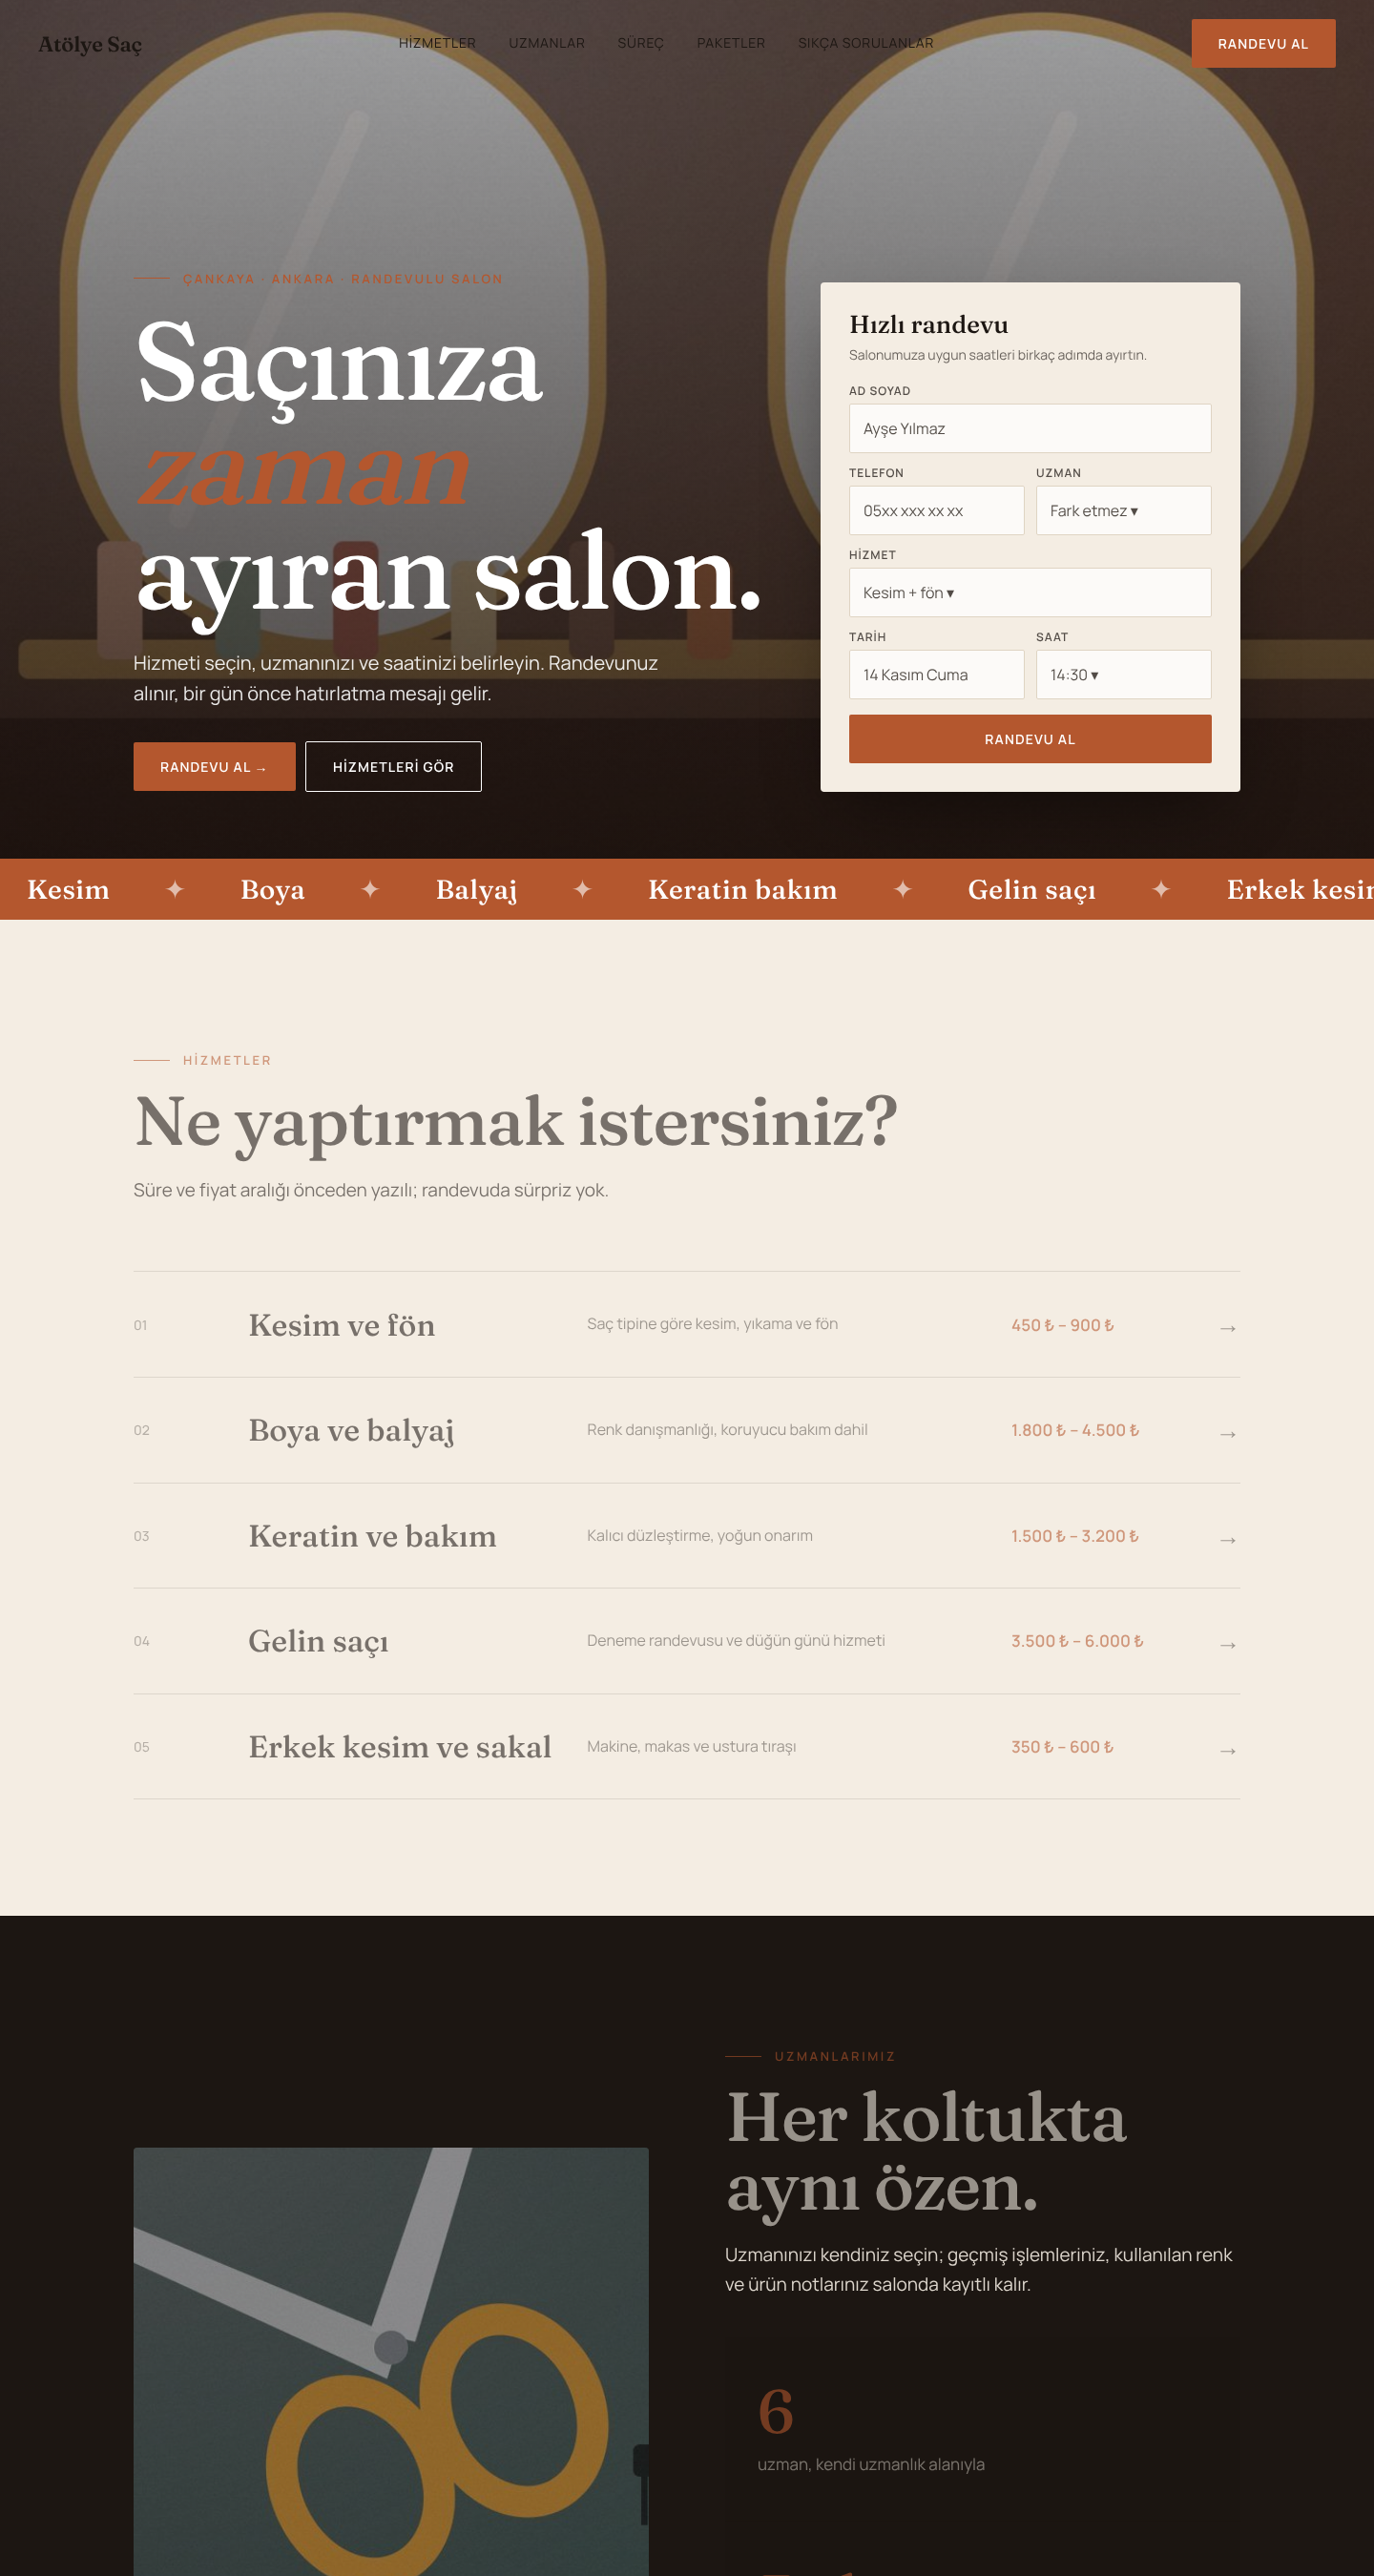 Atölye Saç
HİZMETLER
UZMANLAR
SÜREÇ
PAKETLER
SIKÇA SORULANLAR
RANDEVU AL
ÇANKAYA · ANKARA · RANDEVULU SALON
Saçınıza
zaman
ayıran salon.
Hizmeti seçin, uzmanınızı ve saatinizi belirleyin. Randevunuz
alınır, bir gün önce hatırlatma mesajı gelir.
RANDEVU AL →
HİZMETLERİ GÖR
Hızlı randevu
Salonumuza uygun saatleri birkaç adımda ayırtın.
AD SOYAD
Ayşe Yılmaz
TELEFON
UZMAN
05xx xxx xx xx
Fark etmez ▾
HİZMET
Kesim + fön ▾
TARİH
SAAT
14 Kasım Cuma
14:30 ▾
RANDEVU AL
Kesim ✦ Boya ✦ Balyaj ✦ Keratin bakım ✦ Gelin saçı ✦ Erkek
HİZMETLER
Ne yaptırmak istersiniz?
Süre ve fiyat aralığı önceden yazılı; randevuda sürpriz yok.
01 Kesim ve fön Saç tipine göre kesim, yıkama ve fön 450 ₺ – 900 ₺ →
02 Boya ve balyaj Renk danışmanlığı, koruyucu bakım dahil 1.800 ₺ – 4.500 ₺ →
03 Keratin ve bakım Kalıcı düzleştirme, yoğun onarım 1.500 ₺ – 3.200 ₺ →
04 Gelin saçı Deneme randevusu ve düğün günü hizmeti 3.500 ₺ – 6.000 ₺ →
05 Erkek kesim ve sakal Makine, makas ve ustura tıraşı 350 ₺ – 600 ₺ →
UZMANLARIMIZ
Her koltukta
aynı özen.
Uzmanınızı kendiniz seçin; geçmiş işlemleriniz, kullanılan renk
ve ürün notlarınız salonda kayıtlı kalır.
6
uzman, kendi uzmanlık alanıyla